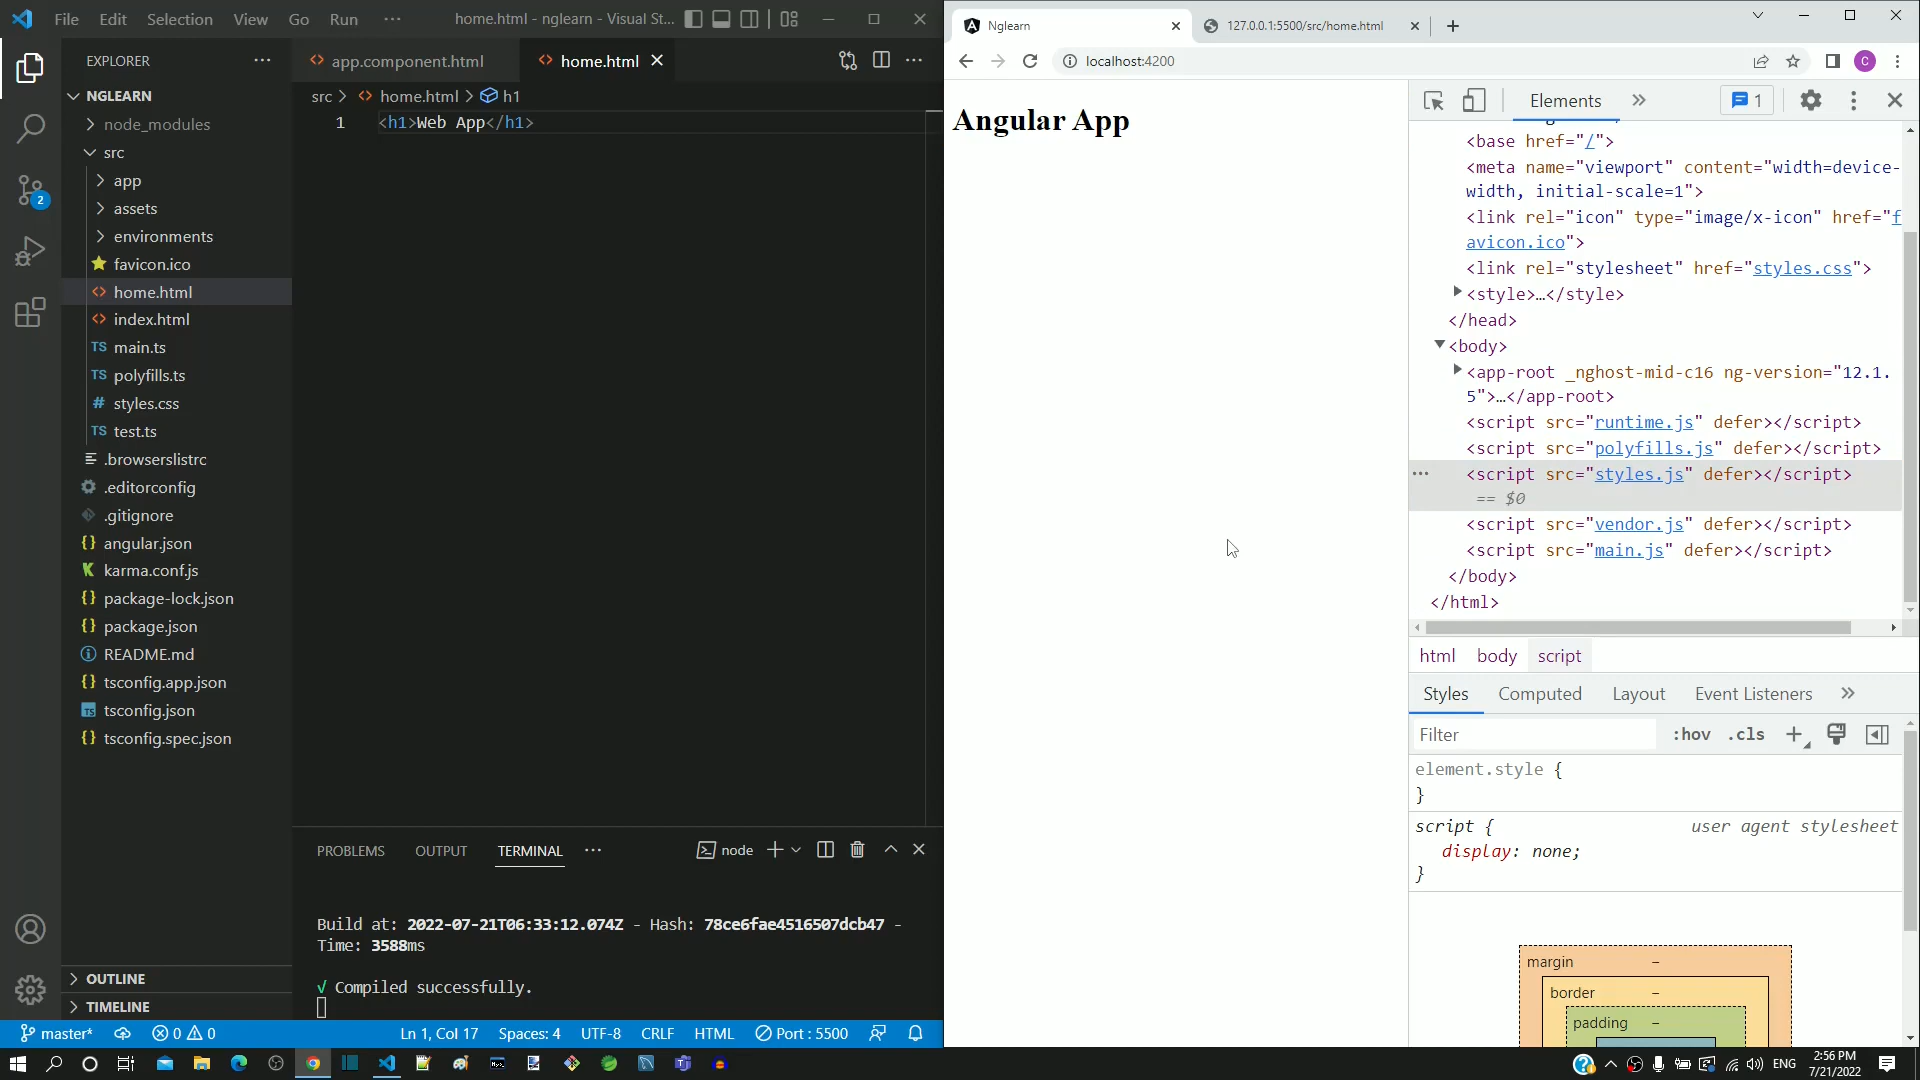 File Edit Selection View Go Run ··· home.html - nglearn - Visual St...
EXPLORER ···
NGLEARN
node_modules
src
app
assets
environments
favicon.ico
home.html
index.html
TS main.ts
TS polyfills.ts
# styles.css
TS test.ts
.browserslistrc
.editorconfig
.gitignore
{} angular.json
karma.conf.js
{} package-lock.json
{} package.json
README.md
{} tsconfig.app.json
TS tsconfig.json
{} tsconfig.spec.json
OUTLINE
TIMELINE
2
app.component.html home.html
src > home.html > h1
1 <h1>Web App</h1>
PROBLEMS OUTPUT TERMINAL ··· node
Build at: 2022-07-21T06:33:12.074Z - Hash: 78ce6fae4516507dcb47 -
Time: 3588ms
√ Compiled successfully.
master* 0 0 Ln 1, Col 17 Spaces: 4 UTF-8 CRLF HTML Port : 5500
Nglearn 127.0.0.1:5500/src/home.html
localhost:4200 C
Angular App
Elements 1
<base href="/">
<meta name="viewport" content="width=device-
width, initial-scale=1">
<link rel="icon" type="image/x-icon" href="f
avicon.ico">
<link rel="stylesheet" href="styles.css">
<style>…</style>
</head>
<body>
<app-root _nghost-mid-c16 ng-version="12.1.
5">…</app-root>
<script src="runtime.js" defer></script>
<script src="polyfills.js" defer></script>
<script src="styles.js" defer></script>
== $0
<script src="vendor.js" defer></script>
<script src="main.js" defer></script>
</body>
</html>
html body script
Styles Computed Layout Event Listeners
Filter :hov .cls
element.style {
}
script { user agent stylesheet
display: none;
}
margin –
border –
padding –
ENG 2:56 PM
7/21/2022